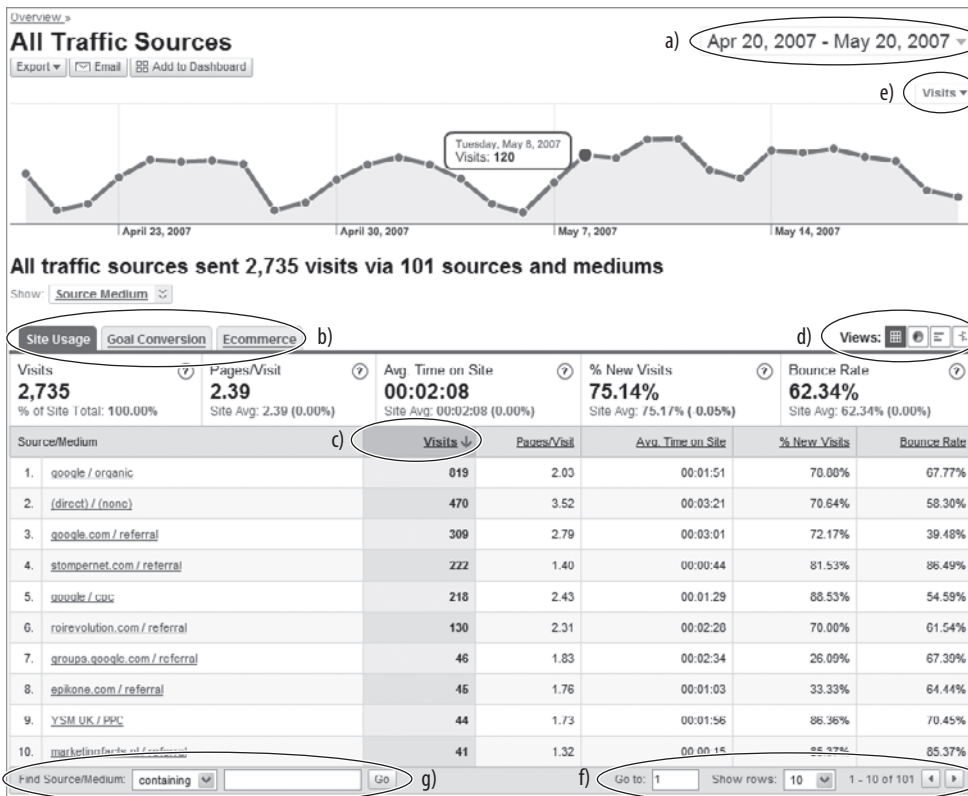 Overview »
All Traffic Sources
a) Apr 20, 2007 - May 20, 2007
Export Email Add to Dashboard
e) Visits
Tuesday, May 8, 2007
Visits: 120
April 23, 2007 April 30, 2007 May 7, 2007 May 14, 2007
All traffic sources sent 2,735 visits via 101 sources and mediums
Show: Source Medium
Site Usage Goal Conversion Ecommerce b) d) Views:
Visits ? Pages/Visit ? Avg. Time on Site ? % New Visits ? Bounce Rate ?
2,735 2.39 00:02:08 75.14% 62.34%
% of Site Total: 100.00% Site Avg: 2.39 (0.00%) Site Avg: 00:02:08 (0.00%) Site Avg: 75.17% (-0.05%) Site Avg: 62.34% (0.00%)
Source/Medium c) Visits ↓ Pages/Visit Avg. Time on Site % New Visits Bounce Rate
1. google / organic 819 2.03 00:01:51 67.77%
2. (direct) / (none) 470 3.52 00:03:21 70.64% 58.30%
3. google.com / referral 309 2.79 00:03:01 72.17% 39.48%
4. stompernet.com / referral 222 1.40 00:00:44 81.53% 86.49%
5. google / cpc 218 2.43 00:01:29 88.53% 54.59%
6. roirevolution.com / referral 130 2.31 00:02:28 70.00% 61.54%
7. groups.google.com / referral 46 1.83 00:02:34 26.09% 67.39%
8. epikone.com / referral 45 1.76 00:01:03 33.33% 64.44%
9. YSM UK / PPC 44 1.73 00:01:56 86.36% 70.45%
10. marketingfacts.nl / referral 41 1.32 00:00:15 85.37% 85.37%
Find Source/Medium: containing Go g) f) Go to: 1 Show rows: 10 1 - 10 of 101